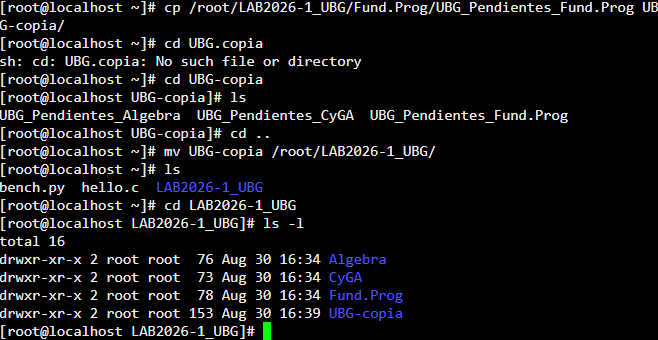 [root@localhost ~]# cp /root/LAB2026-1_UBG/Fund.Prog/UBG_Pendientes_Fund.Prog UB
G-copia/
[root@localhost ~]# cd UBG.copia
sh: cd: UBG.copia: No such file or directory
[root@localhost ~]# cd UBG-copia
[root@localhost UBG-copia]# ls
UBG_Pendientes_Algebra  UBG_Pendientes_CyGA  UBG_Pendientes_Fund.Prog
[root@localhost UBG-copia]# cd ..
[root@localhost ~]# mv UBG-copia /root/LAB2026-1_UBG/
[root@localhost ~]# ls
bench.py  hello.c  LAB2026-1_UBG
[root@localhost ~]# cd LAB2026-1_UBG
[root@localhost LAB2026-1_UBG]# ls -l
total 16
drwxr-xr-x 2 root root  76 Aug 30 16:34 Algebra
drwxr-xr-x 2 root root  73 Aug 30 16:34 CyGA
drwxr-xr-x 2 root root  78 Aug 30 16:34 Fund.Prog
drwxr-xr-x 2 root root 153 Aug 30 16:39 UBG-copia
[root@localhost LAB2026-1_UBG]#